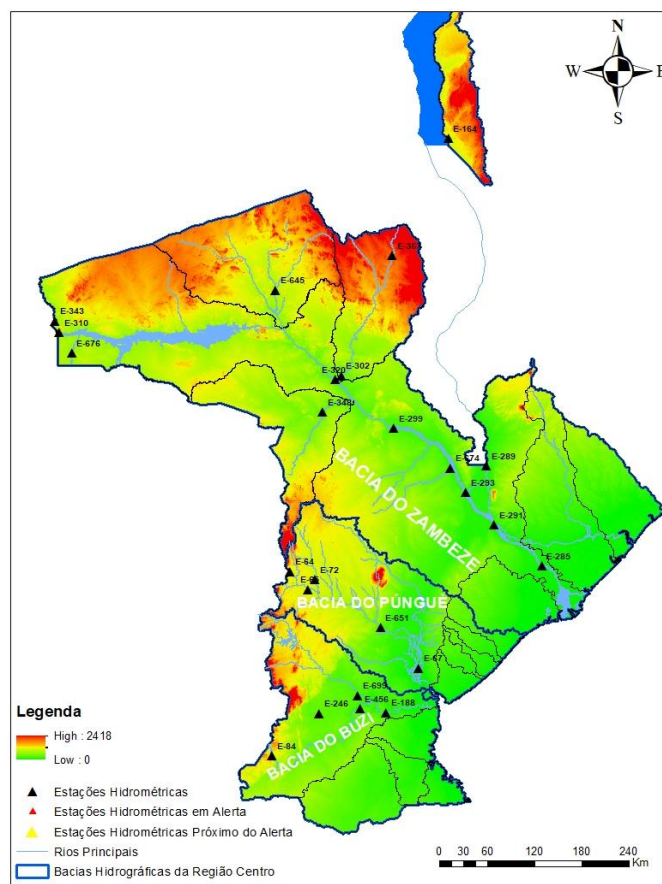 N
W
E
S
E-164
E-645
E-343
E-310
E-676
E-302
E-320
E-348
E-299
E-289
E-293
E-291
E-285
BACIA DO ZAMBEZE
E-64
E-72
BACIA DO PÚNGUE
E-651
E-67
E-699
E-456
E-246
E-188
BACIA DO BUZI
E-84
Legenda
High : 2418
Low : 0
Estações Hidrométricas
Estações Hidrométricas em Alerta
Estações Hidrométricas Próximo do Alerta
Rios Principais
Bacias Hidrográficas da Região Centro
0 30 60 120 180 240
Km